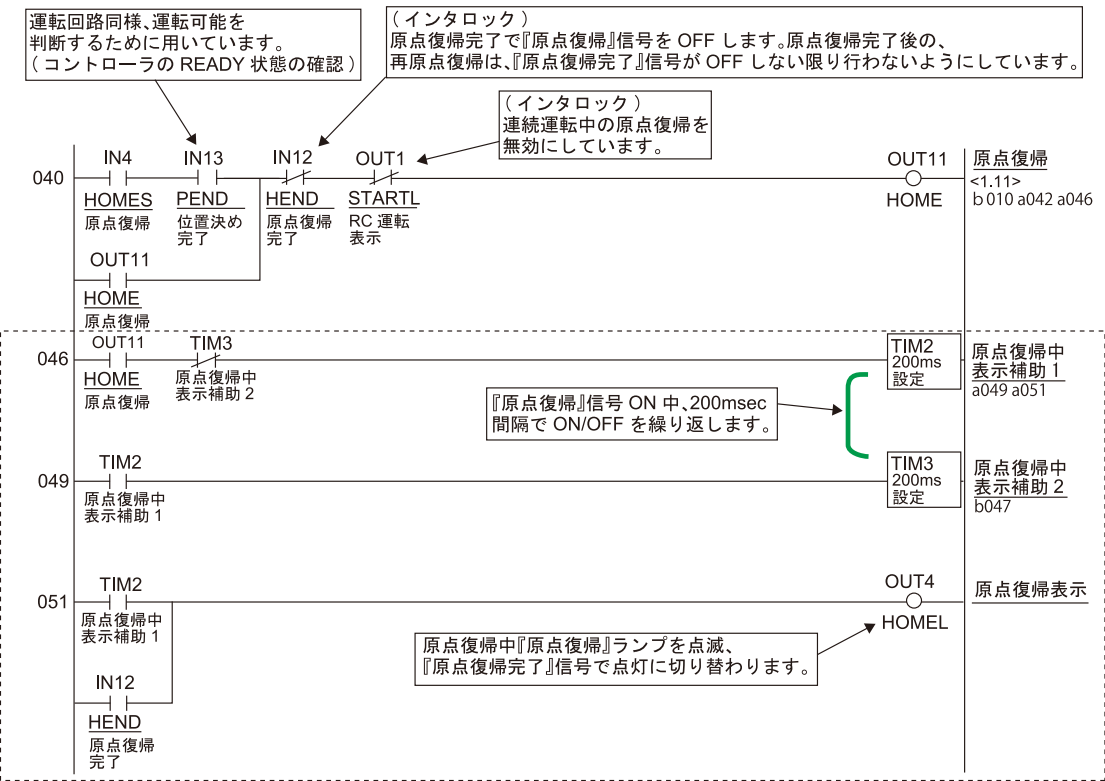 運転回路同様、運転可能を
判断するために用いています。
(コントローラの READY 状態の確認)
(インタロック)
原点復帰完了で『原点復帰』信号を OFF します。原点復帰完了後の、
再原点復帰は、『原点復帰完了』信号が OFF しない限り行わないようにしています。
(インタロック)
連続運転中の原点復帰を
無効にしています。
040
IN4
HOMES
原点復帰
IN13
PEND
位置決め
完了
IN12
HEND
原点復帰
完了
OUT1
STARTL
RC 運転
表示
OUT11
HOME
原点復帰
<1.11>
b 010 a042 a046
OUT11
HOME
原点復帰
046
OUT11
HOME
原点復帰
TIM3
原点復帰中
表示補助 2
TIM2
200ms
設定
原点復帰中
表示補助 1
a049 a051
『原点復帰』信号 ON 中、200msec
間隔で ON/OFF を繰り返します。
049
TIM2
原点復帰中
表示補助 1
TIM3
200ms
設定
原点復帰中
表示補助 2
b047
051
TIM2
原点復帰中
表示補助 1
OUT4
HOMEL
原点復帰表示
原点復帰中『原点復帰』ランプを点滅、
『原点復帰完了』信号で点灯に切り替わります。
IN12
HEND
原点復帰
完了